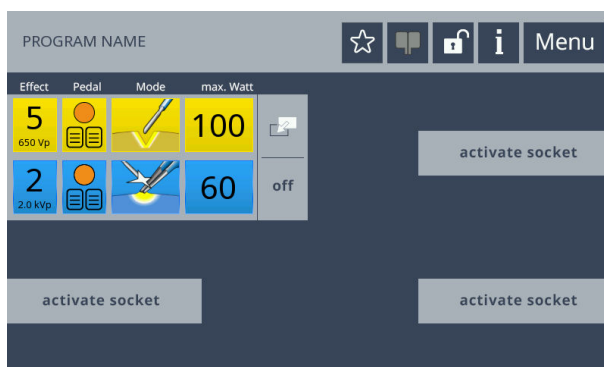 PROGRAM NAME
i Menu
Effect Pedal Mode max. Watt
5 100
650 Vp
activate socket
2 60 off
2.0 kVp
activate socket activate socket